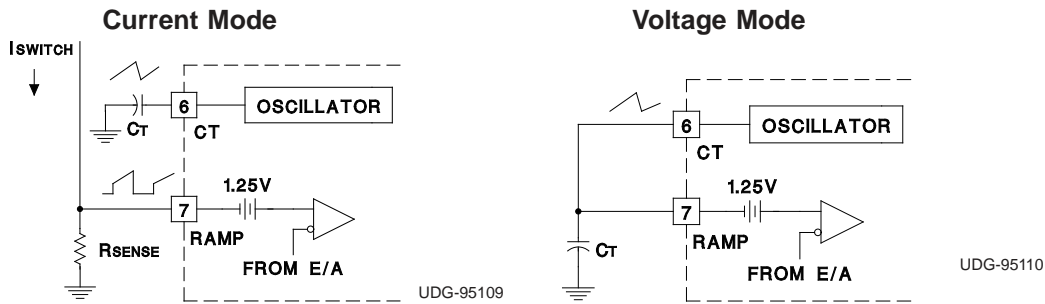 Current Mode
ISWITCH
6
OSCILLATOR
CT
CT
1.25V
7
RAMP
RSENSE
FROM E/A
UDG-95109
Voltage Mode
6
OSCILLATOR
CT
1.25V
7
RAMP
CT
FROM E/A
UDG-95110